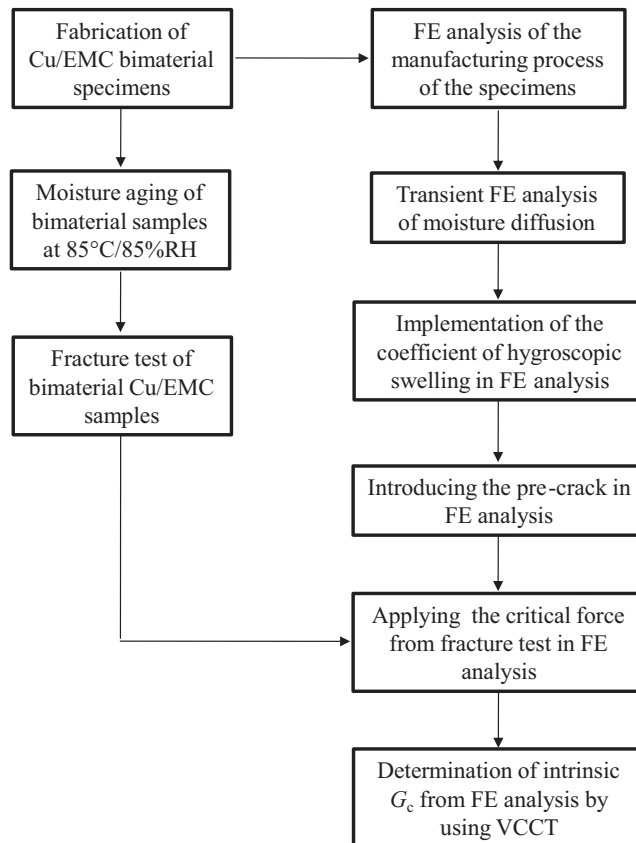 Fabrication of
Cu/EMC bimaterial
specimens
FE analysis of the
manufacturing process
of the specimens
Moisture aging of
bimaterial samples
at 85°C/85%RH
Transient FE analysis
of moisture diffusion
Fracture test of
bimaterial Cu/EMC
samples
Implementation of the
coefficient of hygroscopic
swelling in FE analysis
Introducing the pre-crack in
FE analysis
Applying the critical force
from fracture test in FE
analysis
Determination of intrinsic
Gc from FE analysis by
using VCCT